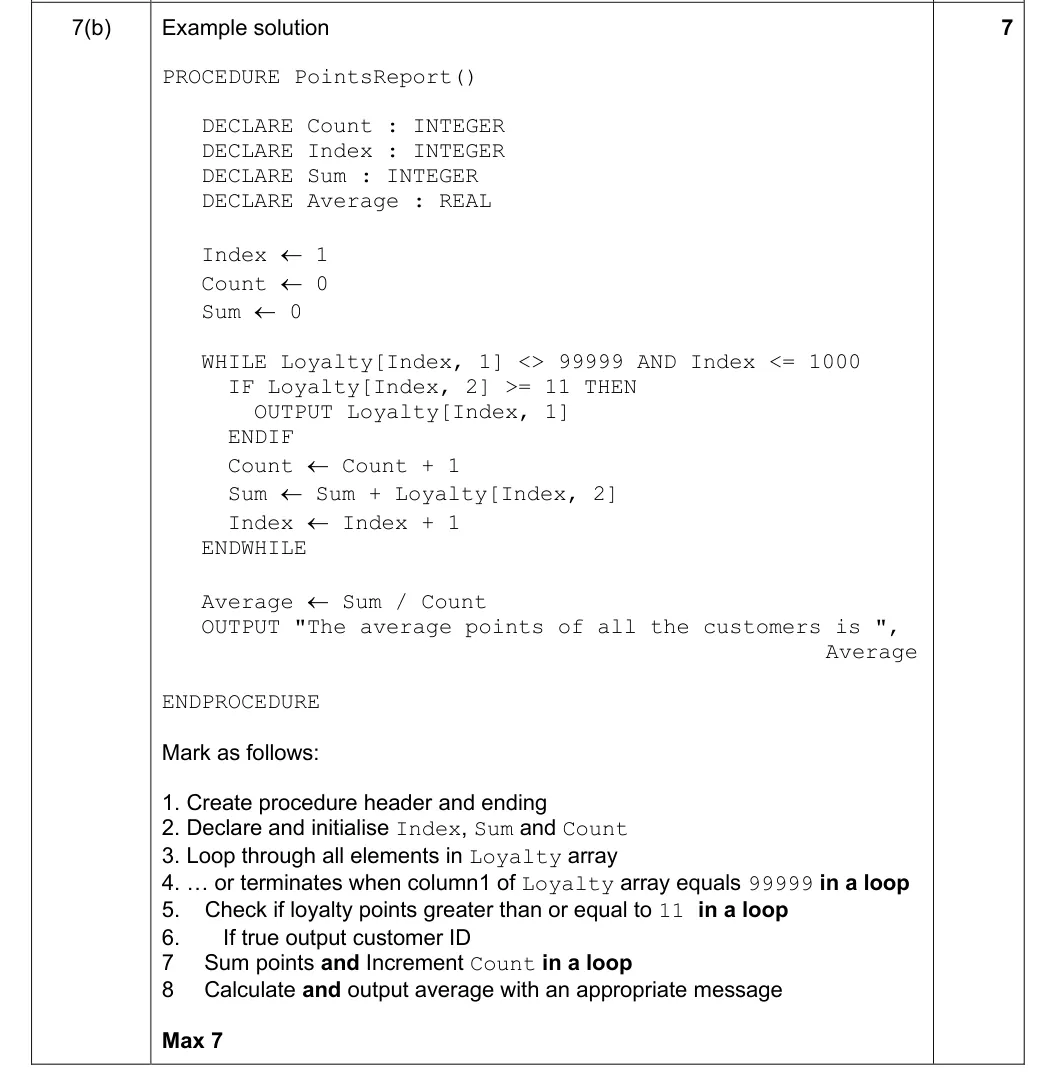 7(b)
Example solution
7
PROCEDURE PointsReport()
DECLARE Count : INTEGER
DECLARE Index : INTEGER
DECLARE Sum : INTEGER
DECLARE Average : REAL
Index ← 1
Count ← 0
Sum ← 0
WHILE Loyalty[Index, 1] <> 99999 AND Index <= 1000
IF Loyalty[Index, 2] >= 11 THEN
OUTPUT Loyalty[Index, 1]
ENDIF
Count ← Count + 1
Sum ← Sum + Loyalty[Index, 2]
Index ← Index + 1
ENDWHILE
Average ← Sum / Count
OUTPUT "The average points of all the customers is ",
Average
ENDPROCEDURE
Mark as follows:
1. Create procedure header and ending
2. Declare and initialise Index, Sum and Count
3. Loop through all elements in Loyalty array
4. … or terminates when column1 of Loyalty array equals 99999 in a loop
5. Check if loyalty points greater than or equal to 11 in a loop
6. If true output customer ID
7 Sum points and Increment Count in a loop
8 Calculate and output average with an appropriate message
Max 7